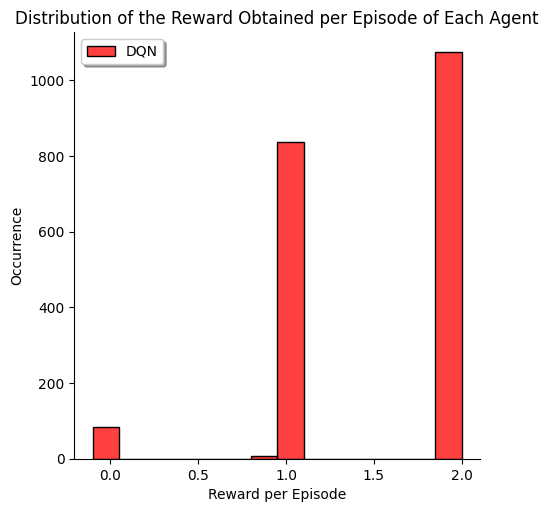 Distribution of the Reward Obtained per Episode of Each Agent
DQN
1000
800
600
400
200
0
Occurrence
0.0 0.5 1.0 1.5 2.0
Reward per Episode